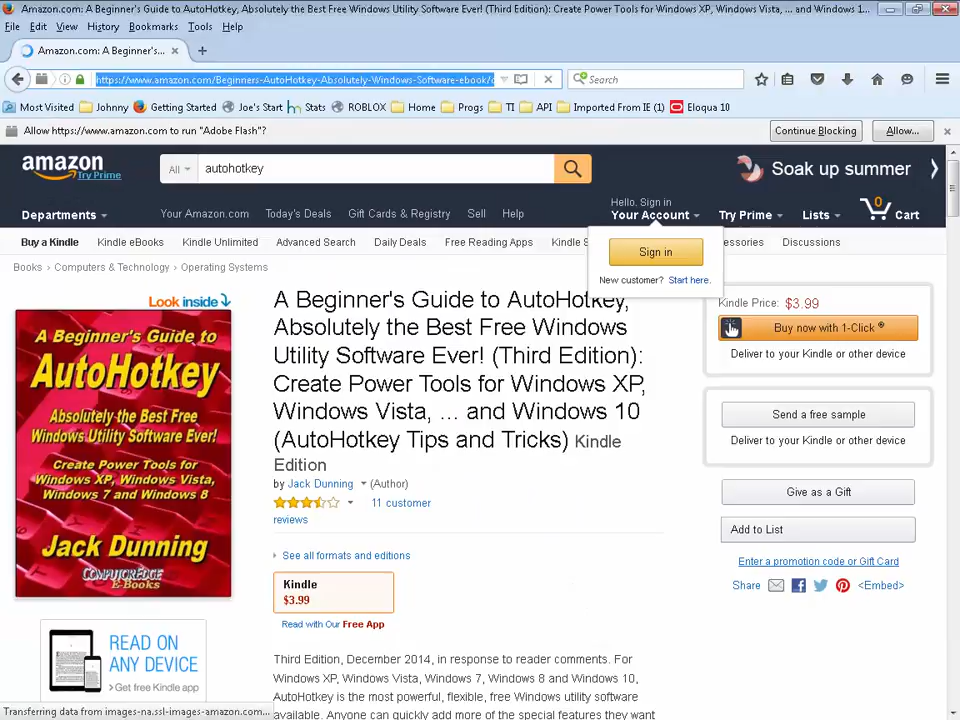 Amazon.com: A Beginner's Guide to AutoHotkey, Absolutely the Best Free Windows Utility Software Ever! (Third Edition): Create Power Tools for Windows XP, Windows Vista, ... and Windows 1...
File Edit View History Bookmarks Tools Help
Amazon.com: A Beginner's...
https://www.amazon.com/Beginners-AutoHotkey-Absolutely-Windows-Software-ebook/
Search
Most Visited Johnny Getting Started Joe's Start Stats ROBLOX Home Progs TI API Imported From IE (1) Eloqua 10
Allow https://www.amazon.com to run "Adobe Flash"? Continue Blocking Allow...
amazon
Try Prime
All autohotkey
Soak up summer
Departments
Your Amazon.com Today's Deals Gift Cards & Registry Sell Help
Hello. Sign in
Your Account Try Prime Lists 0 Cart
Buy a Kindle Kindle eBooks Kindle Unlimited Advanced Search Daily Deals Free Reading Apps Kindle S essories Discussions
Sign in
New customer? Start here.
Books › Computers & Technology › Operating Systems
Look inside
A Beginner's Guide to
AutoHotkey
Absolutely the Best Free
Windows Utility Software Ever!
Create Power Tools for
Windows XP, Windows Vista,
Windows 7 and Windows 8
Jack Dunning
COMPUTOREDGE
E-Books
READ ON
ANY DEVICE
Get free Kindle app
A Beginner's Guide to AutoHotkey,
Absolutely the Best Free Windows
Utility Software Ever! (Third Edition):
Create Power Tools for Windows XP,
Windows Vista, ... and Windows 10
(AutoHotkey Tips and Tricks) Kindle
Edition
by Jack Dunning (Author)
11 customer
reviews
See all formats and editions
Kindle
$3.99
Read with Our Free App
Third Edition, December 2014, in response to reader comments. For
Windows XP, Windows Vista, Windows 7, Windows 8 and Windows 10,
AutoHotkey is the most powerful, flexible, free Windows utility software
available. Anyone can quickly add more of the special features they want
Kindle Price: $3.99
Buy now with 1-Click ®
Deliver to your Kindle or other device
Send a free sample
Deliver to your Kindle or other device
Give as a Gift
Add to List
Enter a promotion code or Gift Card
Share <Embed>
Transferring data from images-na.ssl-images-amazon.com...